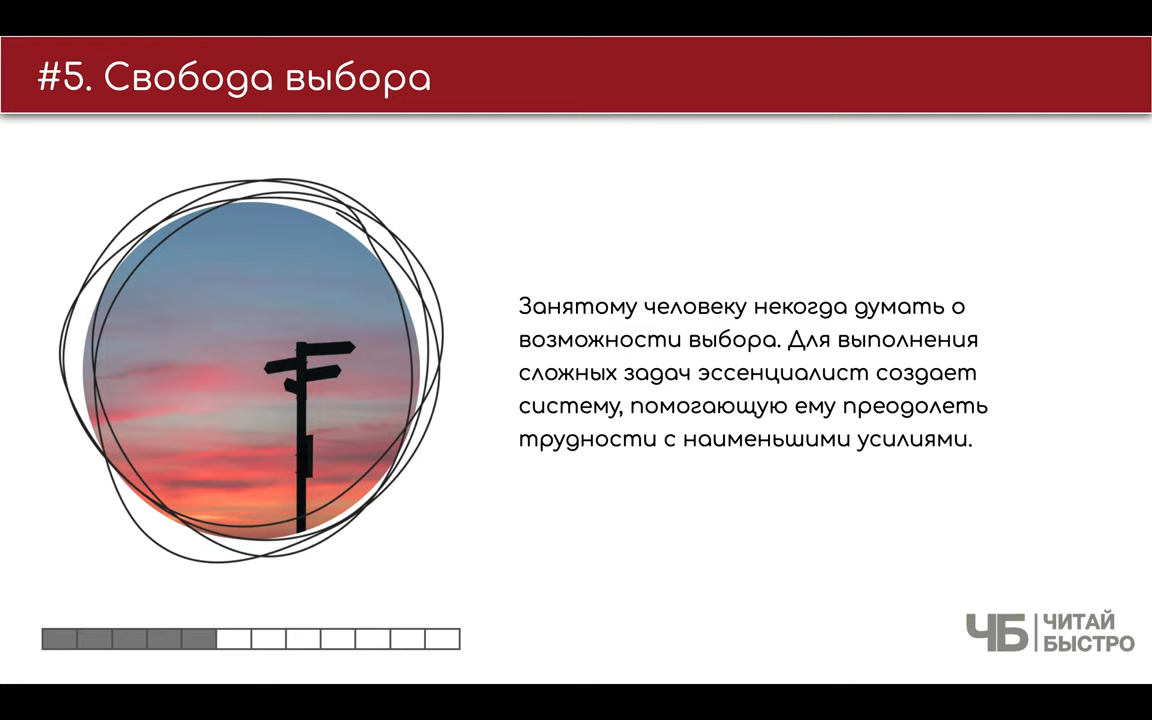 #5. Свобода выбора
Занятому человеку некогда думать о
возможности выбора. Для выполнения
сложных задач эссенциалист создает
систему, помогающую ему преодолеть
трудности с наименьшими усилиями.
ЧБ
ЧИТАЙ
БЫСТРО